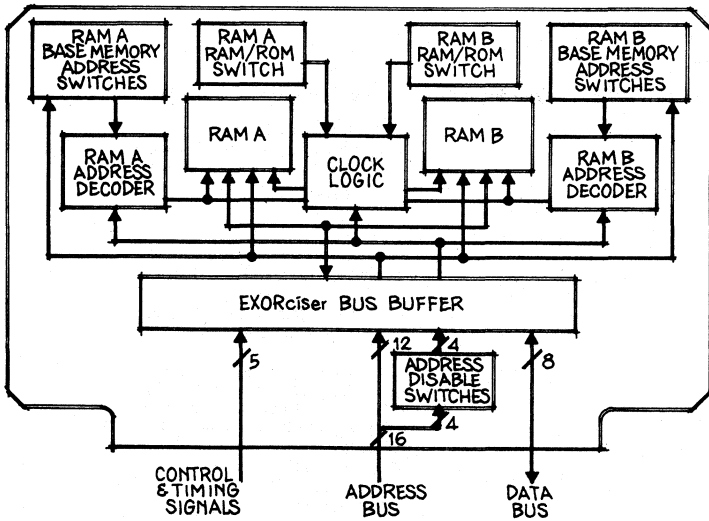 RAM A
BASE MEMORY
ADDRESS
SWITCHES
RAM A
RAM/ROM
SWITCH
RAM B
RAM/ROM
SWITCH
RAM B
BASE MEMORY
ADDRESS
SWITCHES
RAM A
ADDRESS
DECODER
RAM A
CLOCK
LOGIC
RAM B
RAM B
ADDRESS
DECODER
EXORciser BUS BUFFER
5
12
4
8
ADDRESS
DISABLE
SWITCHES
4
16
CONTROL
& TIMING
SIGNALS
ADDRESS
BUS
DATA
BUS